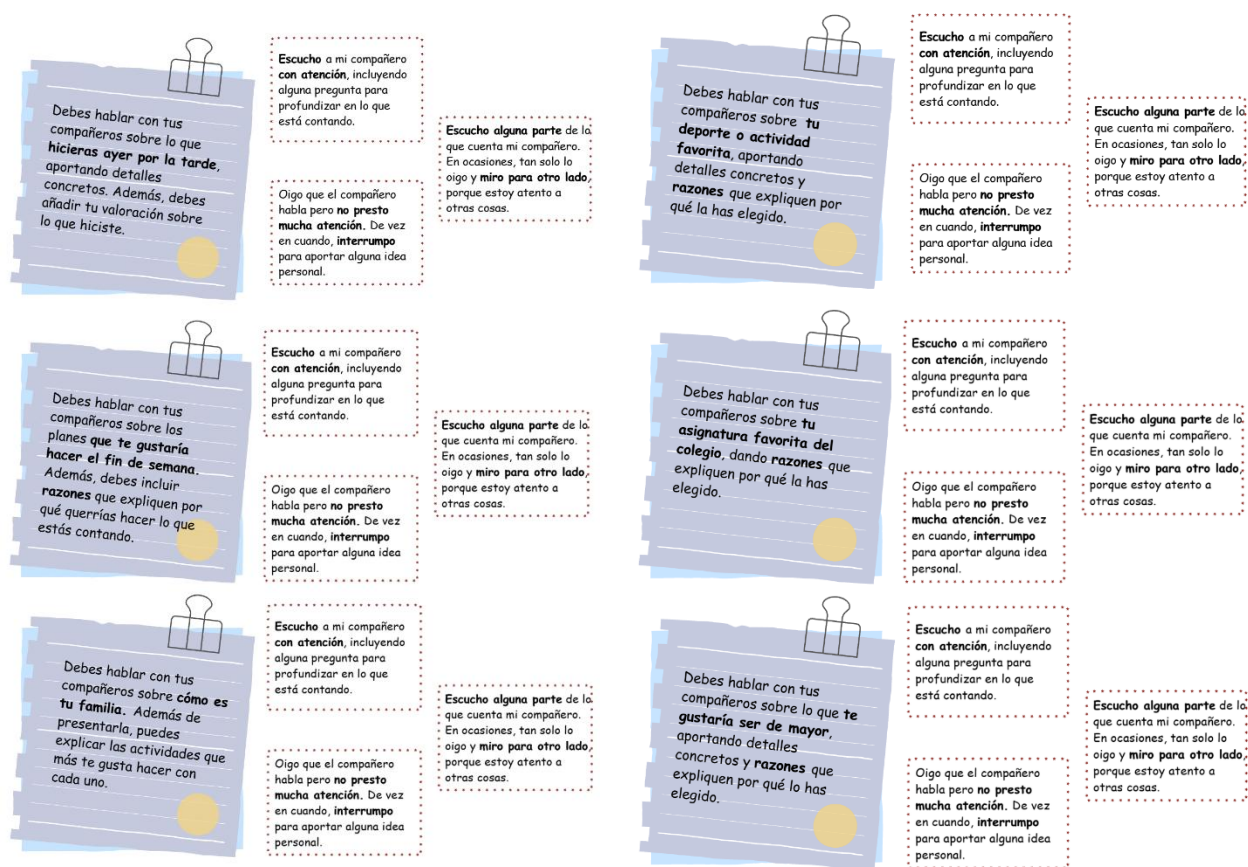 Debes hablar con tus
compañeros sobre lo que
hicieras ayer por la tarde,
aportando detalles
concretos. Además, debes
añadir tu valoración sobre
lo que hiciste.
Escucho a mi compañero
con atención, incluyendo
alguna pregunta para
profundizar en lo que
está contando.
Oigo que el compañero
habla pero no presto
mucha atención. De vez
en cuando, interrumpo
para aportar alguna idea
personal.
Escucho alguna parte de lo
que cuenta mi compañero.
En ocasiones, tan solo lo
oigo y miro para otro lado,
porque estoy atento a
otras cosas.
Debes hablar con tus
compañeros sobre tu
deporte o actividad
favorita, aportando
detalles concretos y
razones que expliquen por
qué la has elegido.
Escucho a mi compañero
con atención, incluyendo
alguna pregunta para
profundizar en lo que
está contando.
Oigo que el compañero
habla pero no presto
mucha atención. De vez
en cuando, interrumpo
para aportar alguna idea
personal.
Escucho alguna parte de lo
que cuenta mi compañero.
En ocasiones, tan solo lo
oigo y miro para otro lado,
porque estoy atento a
otras cosas.
Debes hablar con tus
compañeros sobre los
planes que te gustaría
hacer el fin de semana.
Además, debes incluir
razones que expliquen por
qué querrías hacer lo que
estás contando.
Escucho a mi compañero
con atención, incluyendo
alguna pregunta para
profundizar en lo que
está contando.
Oigo que el compañero
habla pero no presto
mucha atención. De vez
en cuando, interrumpo
para aportar alguna idea
personal.
Escucho alguna parte de lo
que cuenta mi compañero.
En ocasiones, tan solo lo
oigo y miro para otro lado,
porque estoy atento a
otras cosas.
Debes hablar con tus
compañeros sobre tu
asignatura favorita del
colegio, dando razones que
expliquen por qué la has
elegido.
Escucho a mi compañero
con atención, incluyendo
alguna pregunta para
profundizar en lo que
está contando.
Oigo que el compañero
habla pero no presto
mucha atención. De vez
en cuando, interrumpo
para aportar alguna idea
personal.
Escucho alguna parte de lo
que cuenta mi compañero.
En ocasiones, tan solo lo
oigo y miro para otro lado,
porque estoy atento a
otras cosas.
Debes hablar con tus
compañeros sobre cómo es
tu familia. Además de
presentarla, puedes
explicar las actividades que
más te gusta hacer con
cada uno.
Escucho a mi compañero
con atención, incluyendo
alguna pregunta para
profundizar en lo que
está contando.
Oigo que el compañero
habla pero no presto
mucha atención. De vez
en cuando, interrumpo
para aportar alguna idea
personal.
Escucho alguna parte de lo
que cuenta mi compañero.
En ocasiones, tan solo lo
oigo y miro para otro lado,
porque estoy atento a
otras cosas.
Debes hablar con tus
compañeros sobre lo que te
gustaría ser de mayor,
aportando detalles
concretos y razones que
expliquen por qué lo has
elegido.
Escucho a mi compañero
con atención, incluyendo
alguna pregunta para
profundizar en lo que
está contando.
Oigo que el compañero
habla pero no presto
mucha atención. De vez
en cuando, interrumpo
para aportar alguna idea
personal.
Escucho alguna parte de lo
que cuenta mi compañero.
En ocasiones, tan solo lo
oigo y miro para otro lado,
porque estoy atento a
otras cosas.